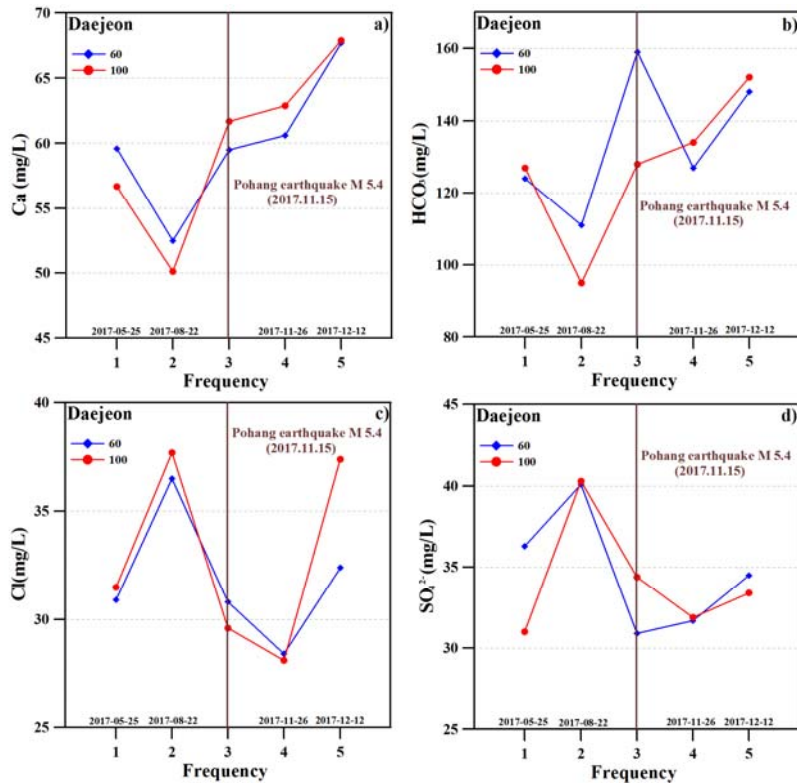 Daejeon
a)
60
100
70
65
60
55
50
45
Ca (mg/L)
Pohang earthquake M 5.4
(2017.11.15)
2017-05-25 2017-08-22 2017-11-26 2017-12-12
1 2 3 4 5
Frequency
Daejeon
b)
60
100
160
140
120
100
80
HCO₃(mg/L)
Pohang earthquake M 5.4
(2017.11.15)
2017-05-25 2017-08-22 2017-11-26 2017-12-12
1 2 3 4 5
Frequency
Daejeon
c)
60
100
40
35
30
25
Cl(mg/L)
Pohang earthquake M 5.4
(2017.11.15)
2017-05-25 2017-08-22 2017-11-26 2017-12-12
1 2 3 4 5
Frequency
Daejeon
d)
60
100
45
40
35
30
25
SO₄²⁻(mg/L)
Pohang earthquake M 5.4
(2017.11.15)
2017-05-25 2017-08-22 2017-11-26 2017-12-12
1 2 3 4 5
Frequency